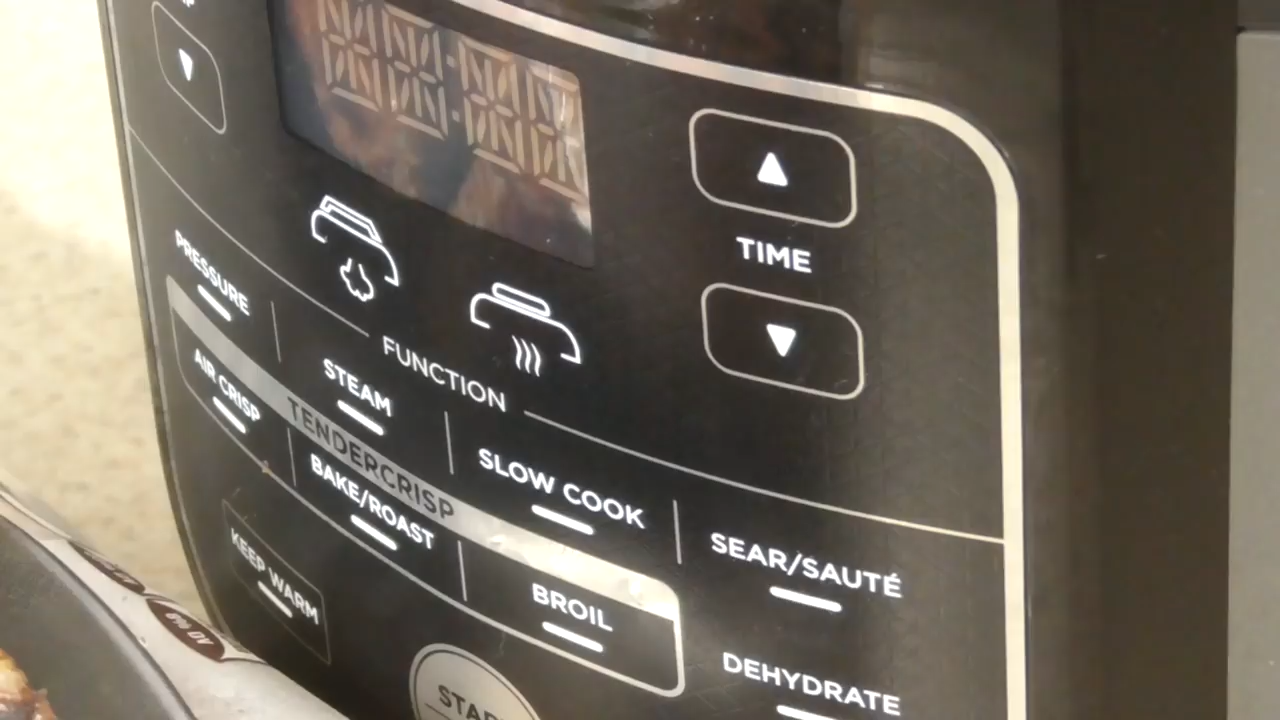 TIME
PRESSURE
FUNCTION
STEAM
AIR CRISP
TENDERCRISP
SLOW COOK
BAKE/ROAST
SEAR/SAUTÉ
KEEP WARM
BROIL
DEHYDRATE